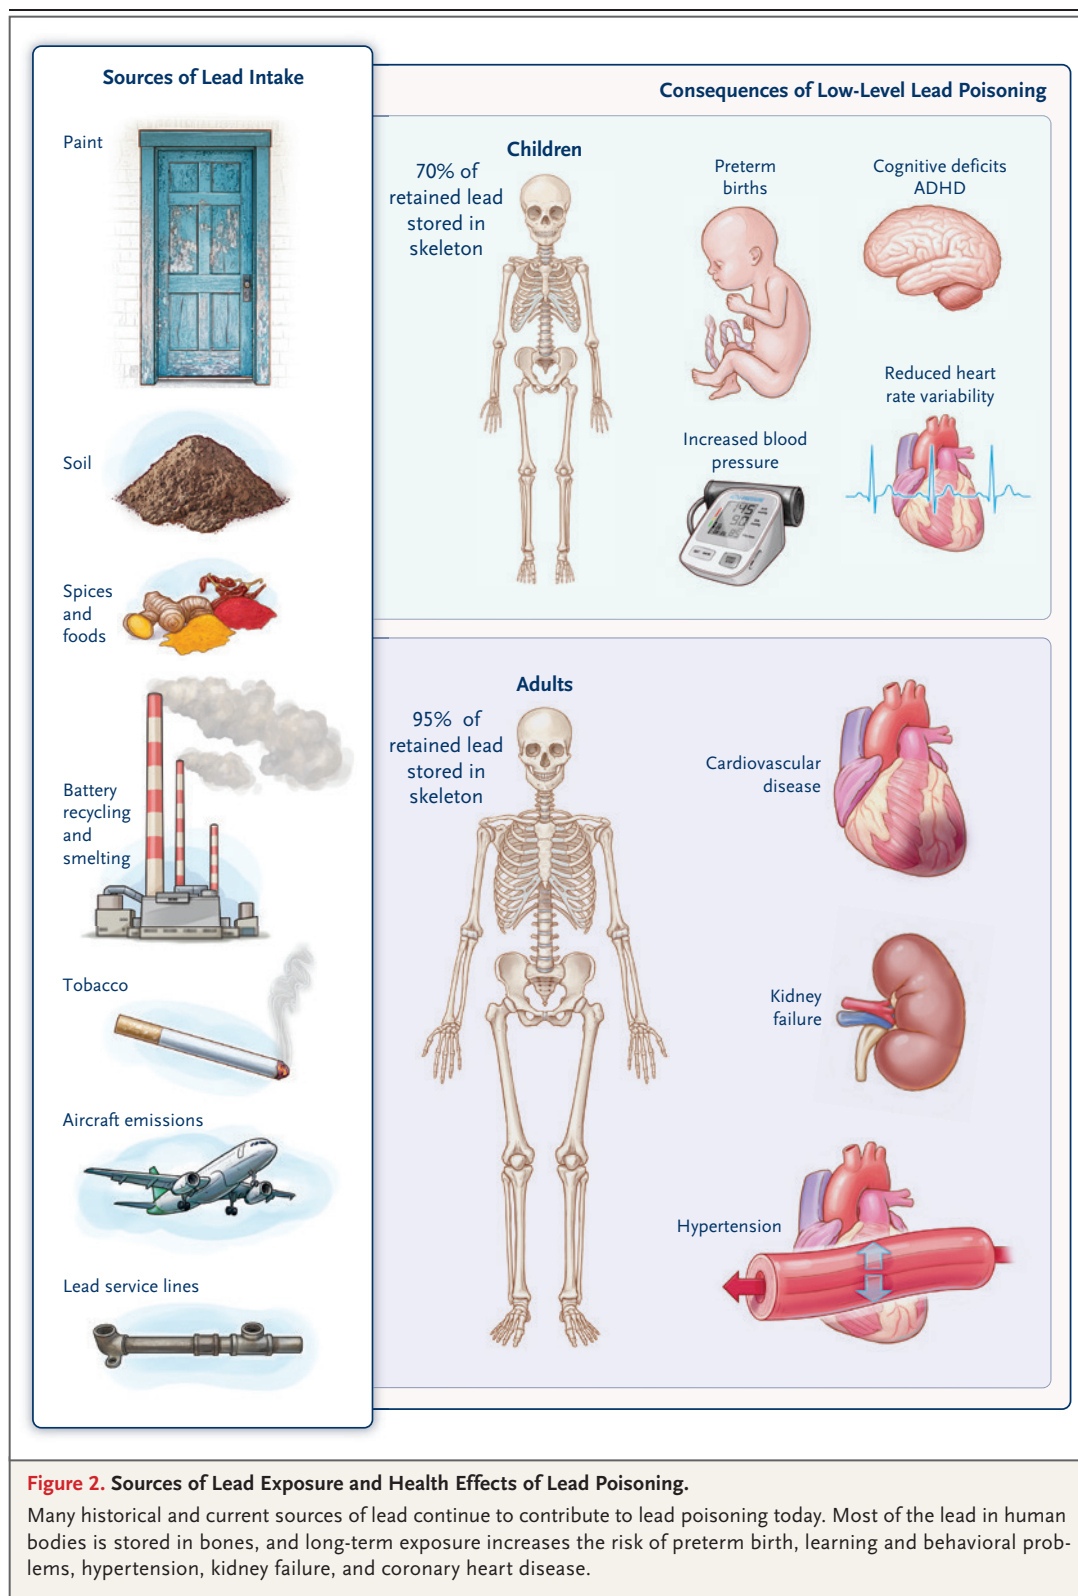 Sources of Lead Intake
Paint
Soil
Spices
and
foods
Battery
recycling
and
smelting
Tobacco
Aircraft emissions
Lead service lines
Consequences of Low-Level Lead Poisoning
Children
70% of
retained lead
stored in
skeleton
Preterm
births
Cognitive deficits
ADHD
Increased blood
pressure
145
90
Reduced heart
rate variability
Adults
95% of
retained lead
stored in
skeleton
Cardiovascular
disease
Kidney
failure
Hypertension
Figure 2. Sources of Lead Exposure and Health Effects of Lead Poisoning.
Many historical and current sources of lead continue to contribute to lead poisoning today. Most of the lead in human
bodies is stored in bones, and long-term exposure increases the risk of preterm birth, learning and behavioral prob-
lems, hypertension, kidney failure, and coronary heart disease.